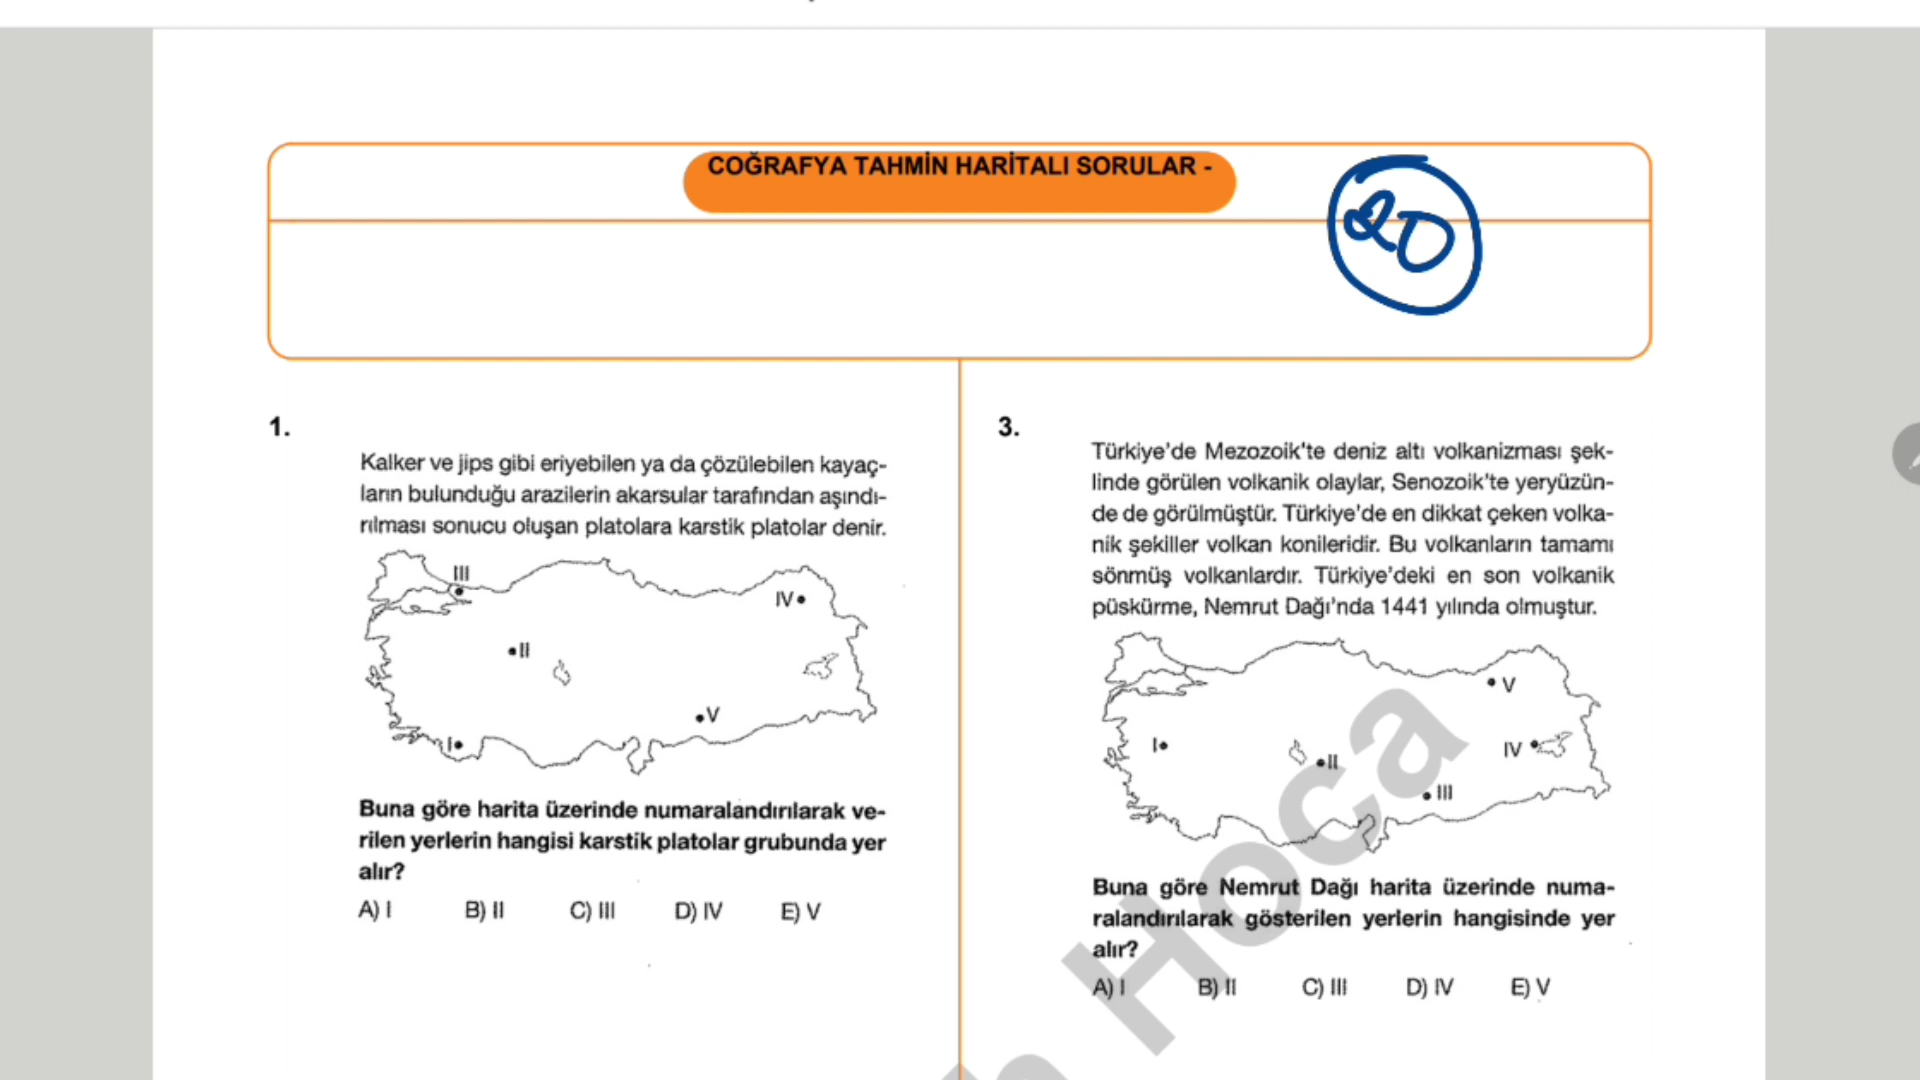 COĞRAFYA TAHMİN HARİTALI SORULAR -
20
1.
Kalker ve jips gibi eriyebilen ya da çözülebilen kayaç-
ların bulunduğu arazilerin akarsular tarafından aşındı-
rılması sonucu oluşan platolara karstik platolar denir.
III
IV
II
V
I
Buna göre harita üzerinde numaralandırılarak ve-
rilen yerlerin hangisi karstik platolar grubunda yer
alır?
A) I B) II C) III D) IV E) V
3.
Türkiye'de Mezozoik'te deniz altı volkanizması şek-
linde görülen volkanik olaylar, Senozoik'te yeryüzün-
de de görülmüştür. Türkiye'de en dikkat çeken volka-
nik şekiller volkan konileridir. Bu volkanların tamamı
sönmüş volkanlardır. Türkiye'deki en son volkanik
püskürme, Nemrut Dağı'nda 1441 yılında olmuştur.
V
I
IV
II
III
Buna göre Nemrut Dağı harita üzerinde numa-
ralandırılarak gösterilen yerlerin hangisinde yer
alır?
A) I B) II C) III D) IV E) V
Hoca